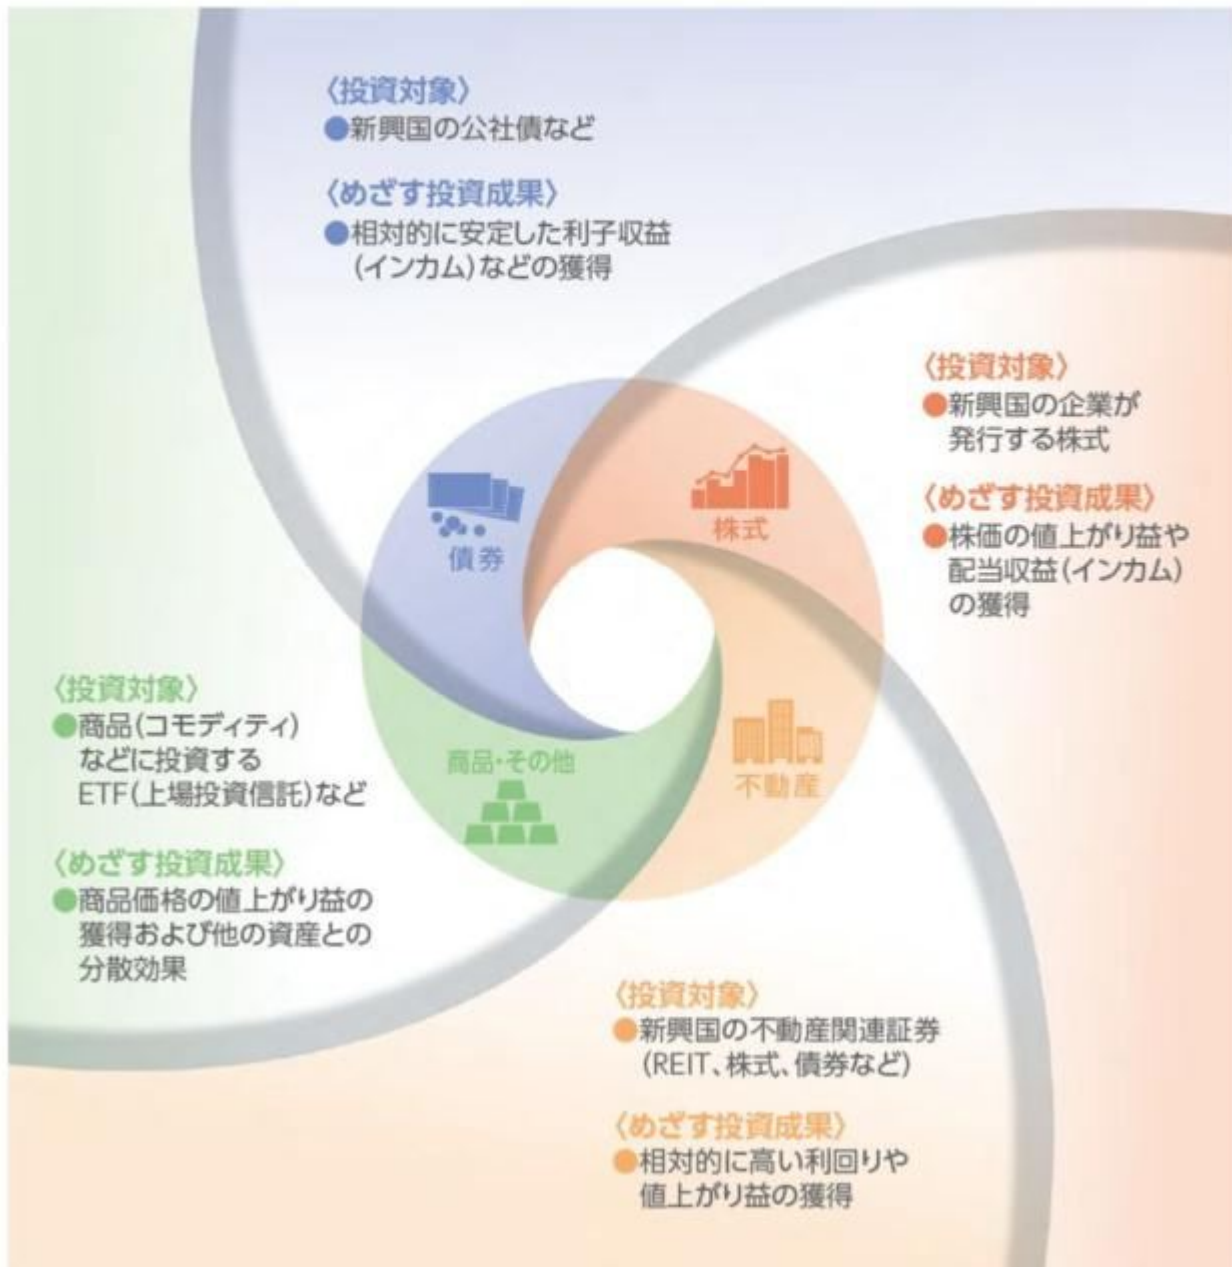 〈投資対象〉
●新興国の公社債など
〈めざす投資成果〉
●相対的に安定した利子収益
(インカム)などの獲得
〈投資対象〉
●新興国の企業が
発行する株式
〈めざす投資成果〉
●株価の値上がり益や
配当収益(インカム)
の獲得
債券
株式
商品・その他
不動産
〈投資対象〉
●商品(コモディティ)
などに投資する
ETF(上場投資信託)など
〈めざす投資成果〉
●商品価格の値上がり益の
獲得および他の資産との
分散効果
〈投資対象〉
●新興国の不動産関連証券
(REIT、株式、債券など)
〈めざす投資成果〉
●相対的に高い利回りや
値上がり益の獲得